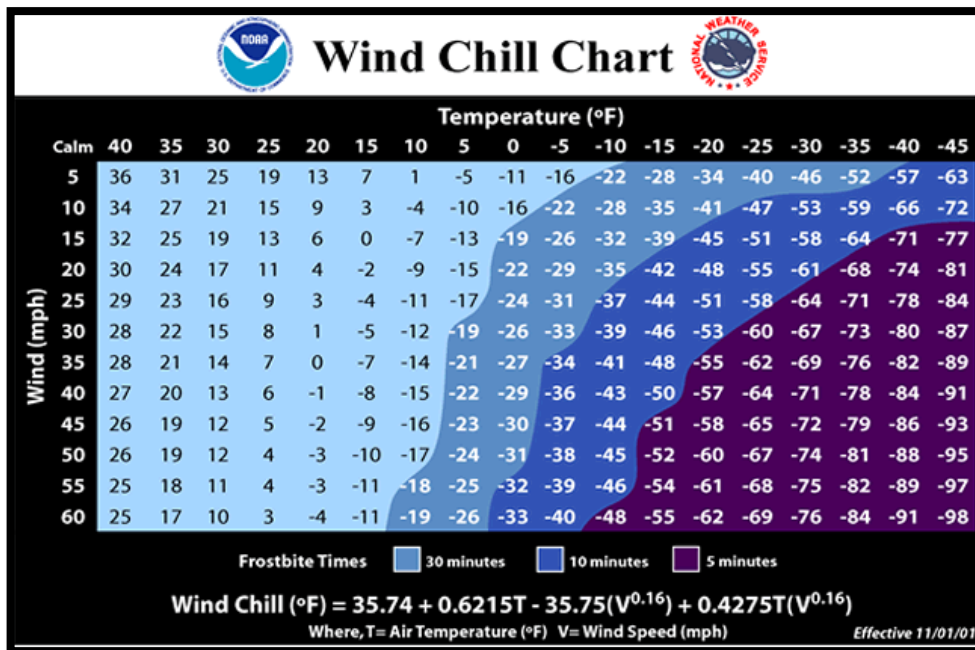 NOAA
Wind Chill Chart
NATIONAL WEATHER SERVICE
Temperature (ºF)
Calm 40 35 30 25 20 15 10 5 0 -5 -10 -15 -20 -25 -30 -35 -40 -45
5 36 31 25 19 13 7 1 -5 -11 -16 -22 -28 -34 -40 -46 -52 -57 -63
10 34 27 21 15 9 3 -4 -10 -16 -22 -28 -35 -41 -47 -53 -59 -66 -72
15 32 25 19 13 6 0 -7 -13 -19 -26 -32 -39 -45 -51 -58 -64 -71 -77
20 30 24 17 11 4 -2 -9 -15 -22 -29 -35 -42 -48 -55 -61 -68 -74 -81
25 29 23 16 9 3 -4 -11 -17 -24 -31 -37 -44 -51 -58 -64 -71 -78 -84
30 28 22 15 8 1 -5 -12 -19 -26 -33 -39 -46 -53 -60 -67 -73 -80 -87
35 28 21 14 7 0 -7 -14 -21 -27 -34 -41 -48 -55 -62 -69 -76 -82 -89
40 27 20 13 6 -1 -8 -15 -22 -29 -36 -43 -50 -57 -64 -71 -78 -84 -91
45 26 19 12 5 -2 -9 -16 -23 -30 -37 -44 -51 -58 -65 -72 -79 -86 -93
50 26 19 12 4 -3 -10 -17 -24 -31 -38 -45 -52 -60 -67 -74 -81 -88 -95
55 25 18 11 4 -3 -11 -18 -25 -32 -39 -46 -54 -61 -68 -75 -82 -89 -97
60 25 17 10 3 -4 -11 -19 -26 -33 -40 -48 -55 -62 -69 -76 -84 -91 -98
Wind (mph)
Frostbite Times 30 minutes 10 minutes 5 minutes
Wind Chill (ºF) = 35.74 + 0.6215T - 35.75(V^0.16) + 0.4275T(V^0.16)
Where, T= Air Temperature (ºF) V= Wind Speed (mph)
Effective 11/01/01